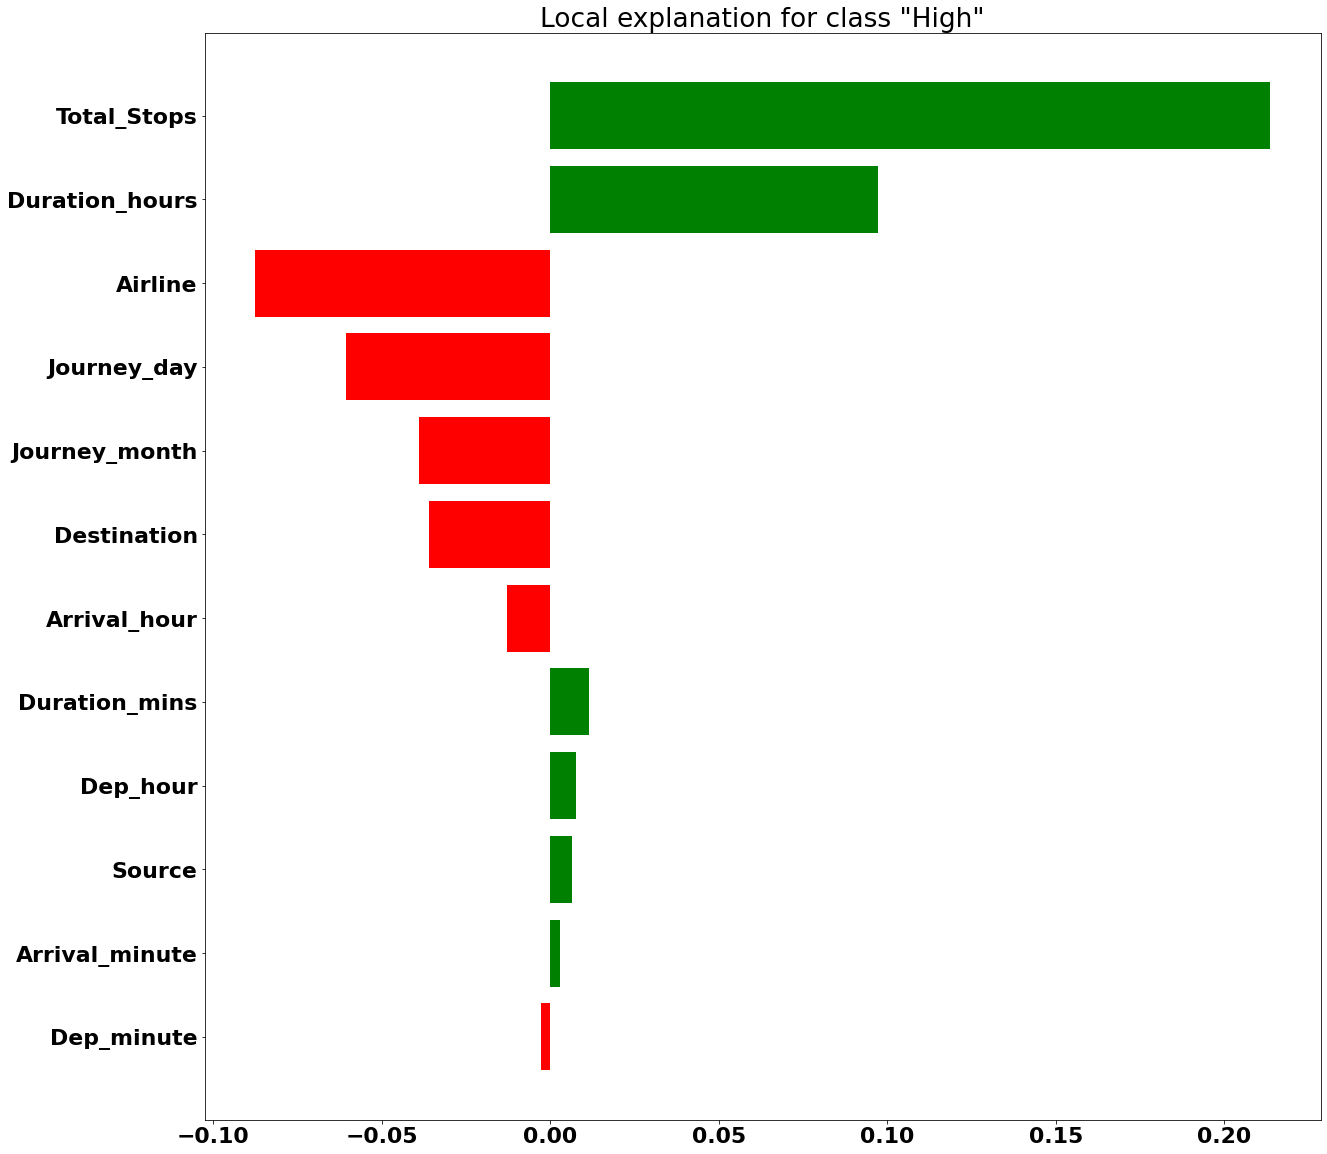 Local explanation for class "High"
Total_Stops
Duration_hours
Airline
Journey_day
Journey_month
Destination
Arrival_hour
Duration_mins
Dep_hour
Source
Arrival_minute
Dep_minute
−0.10 −0.05 0.00 0.05 0.10 0.15 0.20